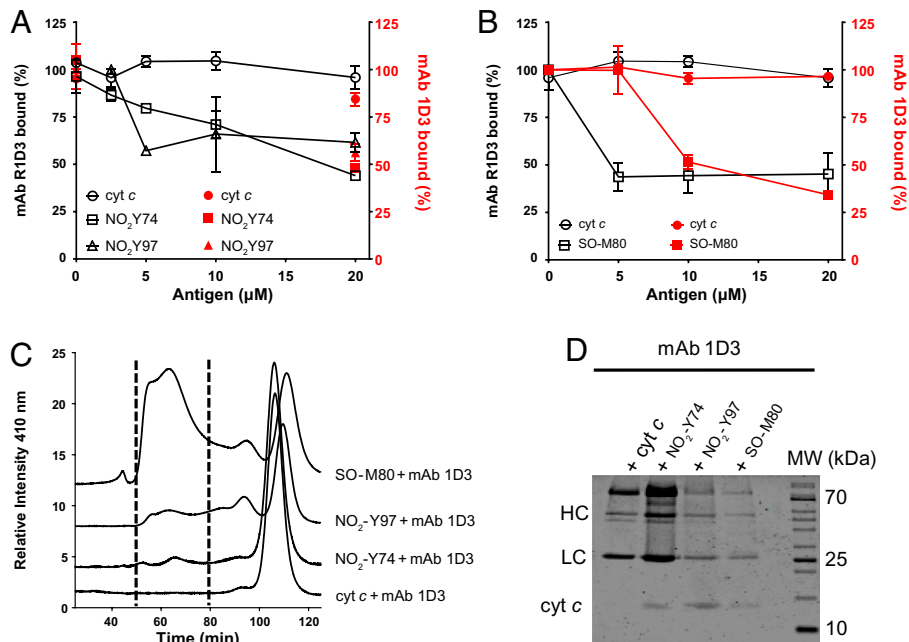 A
125
100
75
50
25
0
mAb R1D3 bound (%)
125
100
75
50
25
0
mAb 1D3 bound (%)
cyt c
NO2Y74
NO2Y97
cyt c
NO2Y74
NO2Y97
0 5 10 15 20
Antigen (µM)
B
125
100
75
50
25
0
mAb R1D3 bound (%)
125
100
75
50
25
0
mAb 1D3 bound (%)
cyt c
SO-M80
cyt c
SO-M80
0 5 10 15 20
Antigen (µM)
C
25
20
15
10
5
0
Relative Intensity 410 nm
SO-M80 + mAb 1D3
NO2-Y97 + mAb 1D3
NO2-Y74 + mAb 1D3
cyt c + mAb 1D3
40 60 80 100 120
Time (min)
D
mAb 1D3
+ cyt c
+ NO2-Y74
+ NO2-Y97
+ SO-M80
MW (kDa)
HC
LC
cyt c
70
25
10